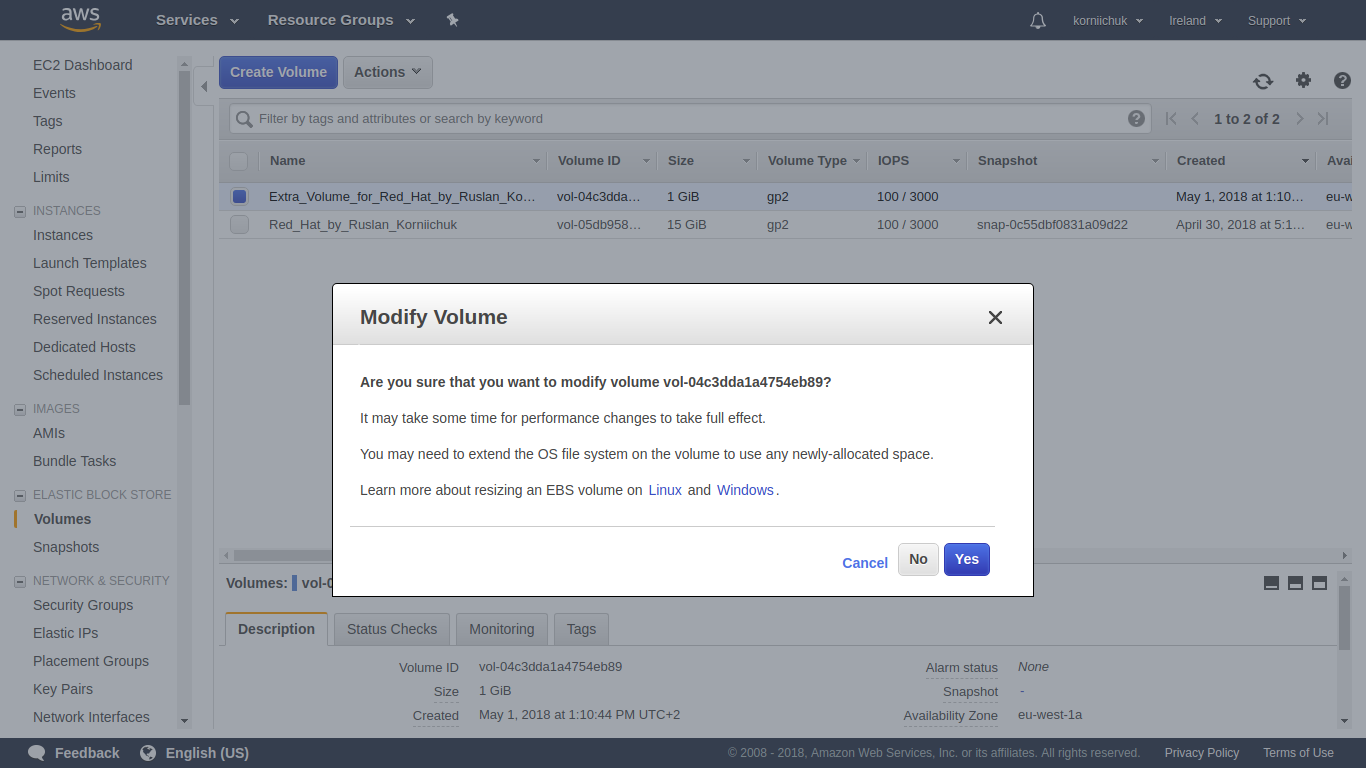 aws Services Resource Groups korniichuk Ireland Support
EC2 Dashboard
Events
Tags
Reports
Limits
INSTANCES
Instances
Launch Templates
Spot Requests
Reserved Instances
Dedicated Hosts
Scheduled Instances
IMAGES
AMIs
Bundle Tasks
ELASTIC BLOCK STORE
Volumes
Snapshots
NETWORK & SECURITY
Security Groups
Elastic IPs
Placement Groups
Key Pairs
Network Interfaces
Create Volume Actions
Filter by tags and attributes or search by keyword 1 to 2 of 2
Name Volume ID Size Volume Type IOPS Snapshot Created Avai
Extra_Volume_for_Red_Hat_by_Ruslan_Ko... vol-04c3dda... 1 GiB gp2 100 / 3000 May 1, 2018 at 1:10... eu-w
Red_Hat_by_Ruslan_Korniichuk vol-05db958... 15 GiB gp2 100 / 3000 snap-0c55dbf0831a09d22 April 30, 2018 at 5:1... eu-w
Modify Volume
Are you sure that you want to modify volume vol-04c3dda1a4754eb89?
It may take some time for performance changes to take full effect.
You may need to extend the OS file system on the volume to use any newly-allocated space.
Learn more about resizing an EBS volume on Linux and Windows.
Cancel No Yes
Volumes: vol-0
Description Status Checks Monitoring Tags
Volume ID vol-04c3dda1a4754eb89 Alarm status None
Size 1 GiB Snapshot -
Created May 1, 2018 at 1:10:44 PM UTC+2 Availability Zone eu-west-1a
Feedback English (US) © 2008 - 2018, Amazon Web Services, Inc. or its affiliates. All rights reserved. Privacy Policy Terms of Use